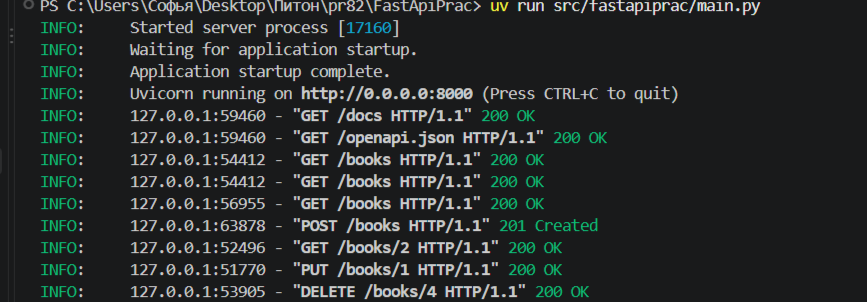 PS C:\Users\Софья\Desktop\Питон\pr82\FastApiPrac> uv run src/fastapiprac/main.py
INFO:     Started server process [17160]
INFO:     Waiting for application startup.
INFO:     Application startup complete.
INFO:     Uvicorn running on http://0.0.0.0:8000 (Press CTRL+C to quit)
INFO:     127.0.0.1:59460 - "GET /docs HTTP/1.1" 200 OK
INFO:     127.0.0.1:59460 - "GET /openapi.json HTTP/1.1" 200 OK
INFO:     127.0.0.1:54412 - "GET /books HTTP/1.1" 200 OK
INFO:     127.0.0.1:54412 - "GET /books HTTP/1.1" 200 OK
INFO:     127.0.0.1:56955 - "GET /books HTTP/1.1" 200 OK
INFO:     127.0.0.1:63878 - "POST /books HTTP/1.1" 201 Created
INFO:     127.0.0.1:52496 - "GET /books/2 HTTP/1.1" 200 OK
INFO:     127.0.0.1:51770 - "PUT /books/1 HTTP/1.1" 200 OK
INFO:     127.0.0.1:53905 - "DELETE /books/4 HTTP/1.1" 200 OK